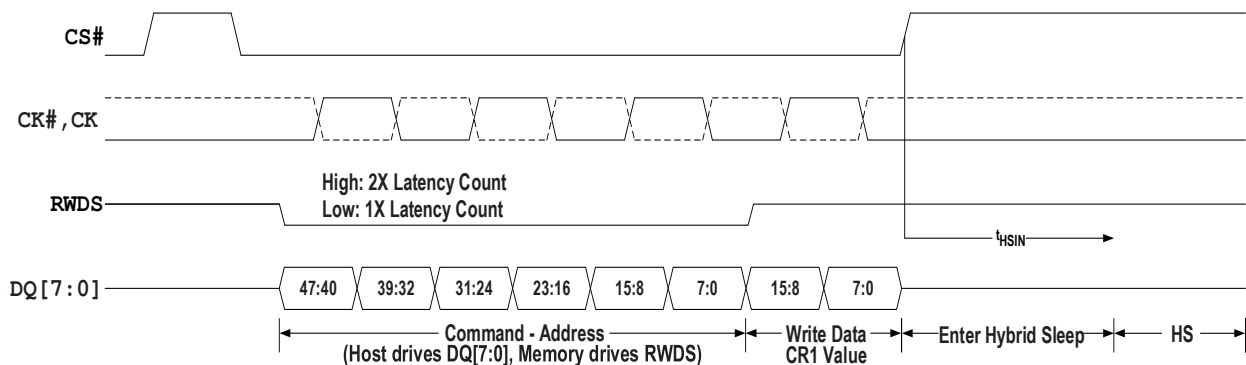 CS#
CK#,CK
High: 2X Latency Count
Low: 1X Latency Count
RWDS
tHSIN
DQ[7:0]
47:40 39:32 31:24 23:16 15:8 7:0 15:8 7:0
Command - Address
(Host drives DQ[7:0], Memory drives RWDS)
Write Data
CR1 Value
Enter Hybrid Sleep
HS